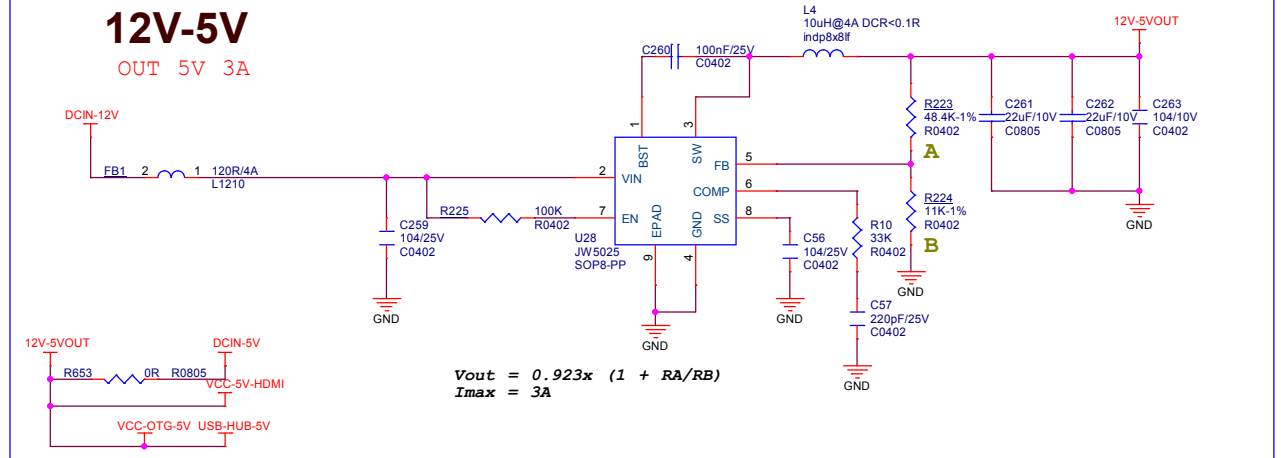 12V-5V
OUT 5V 3A
DCIN-12V
FB1 2 1 120R/4A
L1210
C259
104/25V
C0402
GND
R225 100K
R0402
C260 100nF/25V
C0402
L4
10uH@4A DCR<0.1R
indp8x8lf
1
3
BST
SW
2
VIN
7
EN
EPAD
GND
FB
5
COMP
6
SS
8
9
4
U28
JW5025
SOP8-PP
GND
C56
104/25V
C0402
GND
R10
33K
R0402
C57
220pF/25V
C0402
GND
R223
48.4K-1%
R0402
A
R224
11K-1%
R0402
B
GND
C261
22uF/10V
C0805
C262
22uF/10V
C0805
12V-5VOUT
C263
104/10V
C0402
GND
12V-5VOUT
DCIN-5V
R653 0R R0805
VCC-5V-HDMI
VCC-OTG-5V USB-HUB-5V
Vout = 0.923x (1 + RA/RB)
Imax = 3A